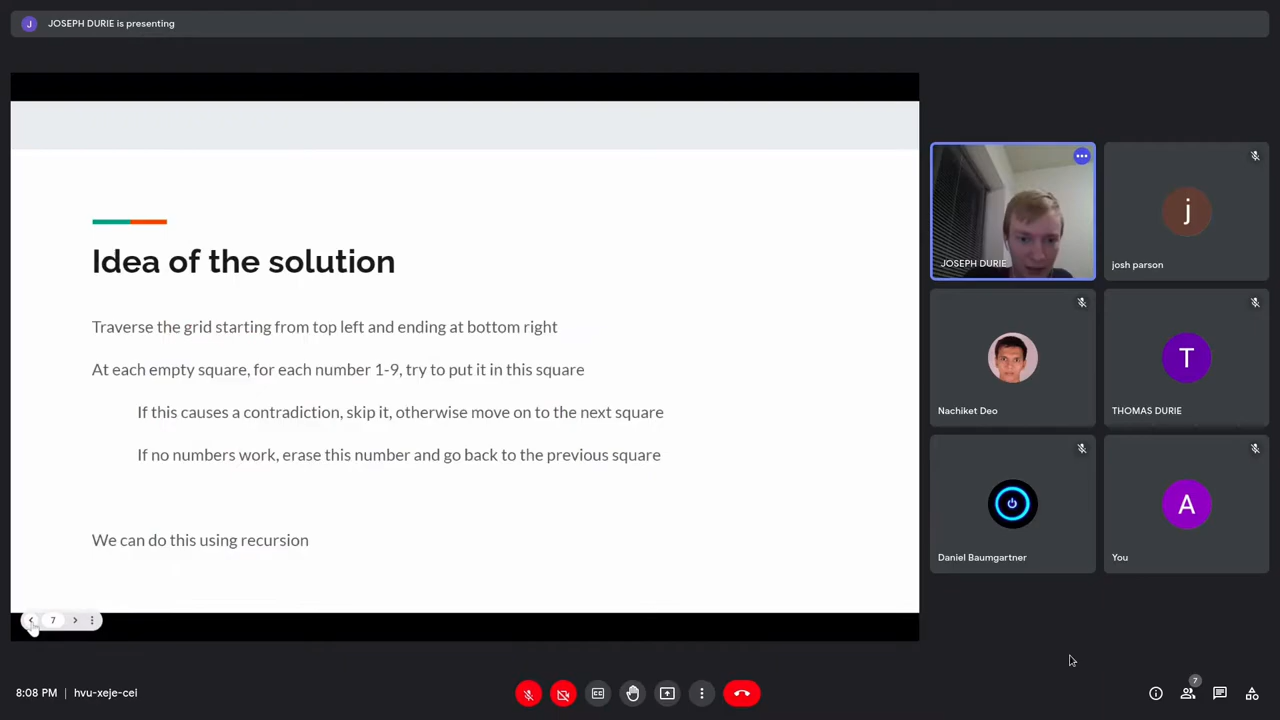 J
JOSEPH DURIE is presenting
Idea of the solution
Traverse the grid starting from top left and ending at bottom right
At each empty square, for each number 1-9, try to put it in this square
If this causes a contradiction, skip it, otherwise move on to the next square
If no numbers work, erase this number and go back to the previous square
We can do this using recursion
7
JOSEPH DURIE
j
josh parson
Nachiket Deo
T
THOMAS DURIE
Daniel Baumgartner
A
You
8:08 PM | hvu-xeje-cei
CC
7